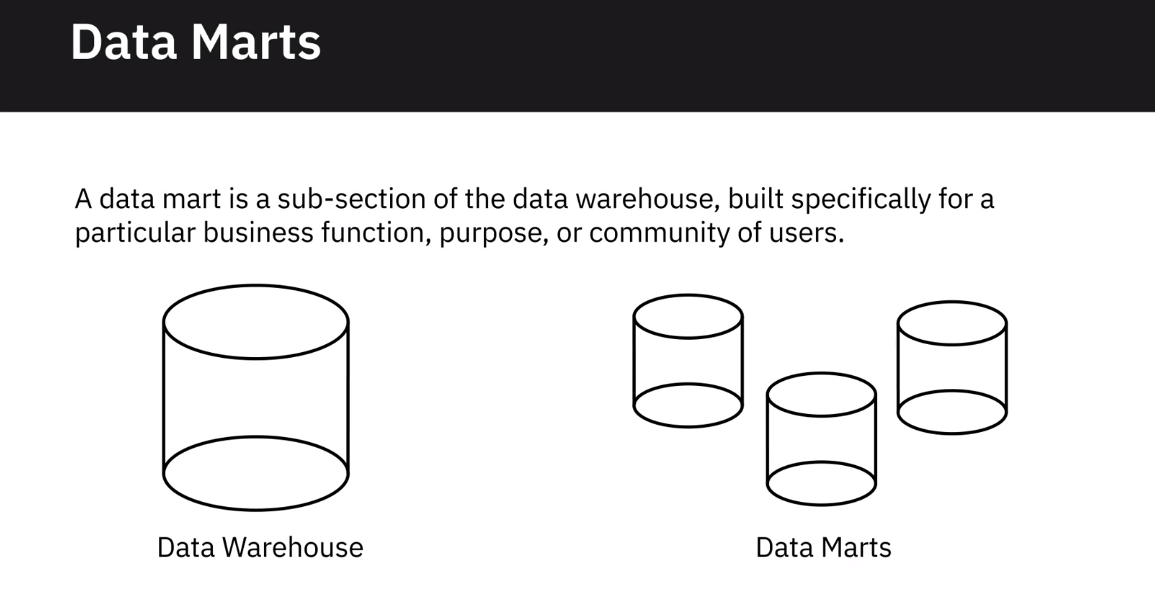 Data Marts
A data mart is a sub-section of the data warehouse, built specifically for a
particular business function, purpose, or community of users.
Data Warehouse
Data Marts